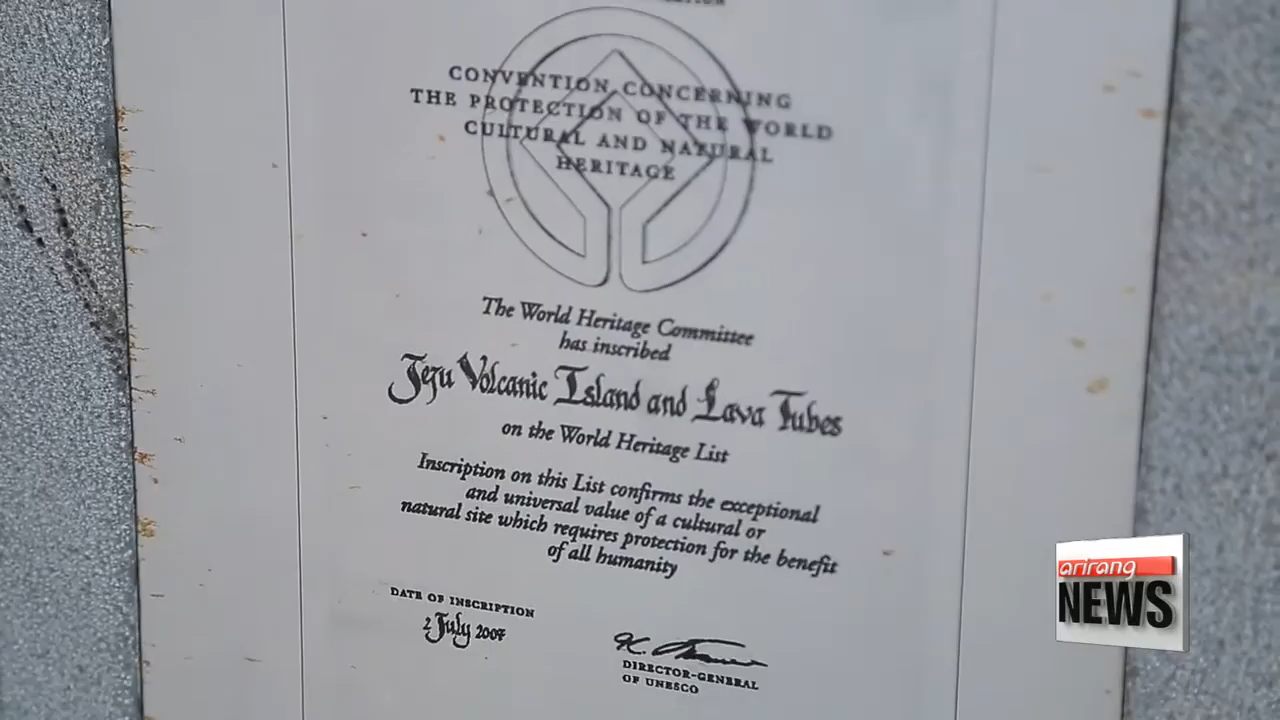 CONVENTION CONCERNING
THE PROTECTION OF THE WORLD
CULTURAL AND NATURAL
HERITAGE
The World Heritage Committee
has inscribed
Jeju Volcanic Island and Lava Tubes
on the World Heritage List
Inscription on this List confirms the exceptional
and universal value of a cultural or
natural site which requires protection for the benefit
of all humanity
DATE OF INSCRIPTION
2 July 2007
DIRECTOR-GENERAL
OF UNESCO
arirang
NEWS